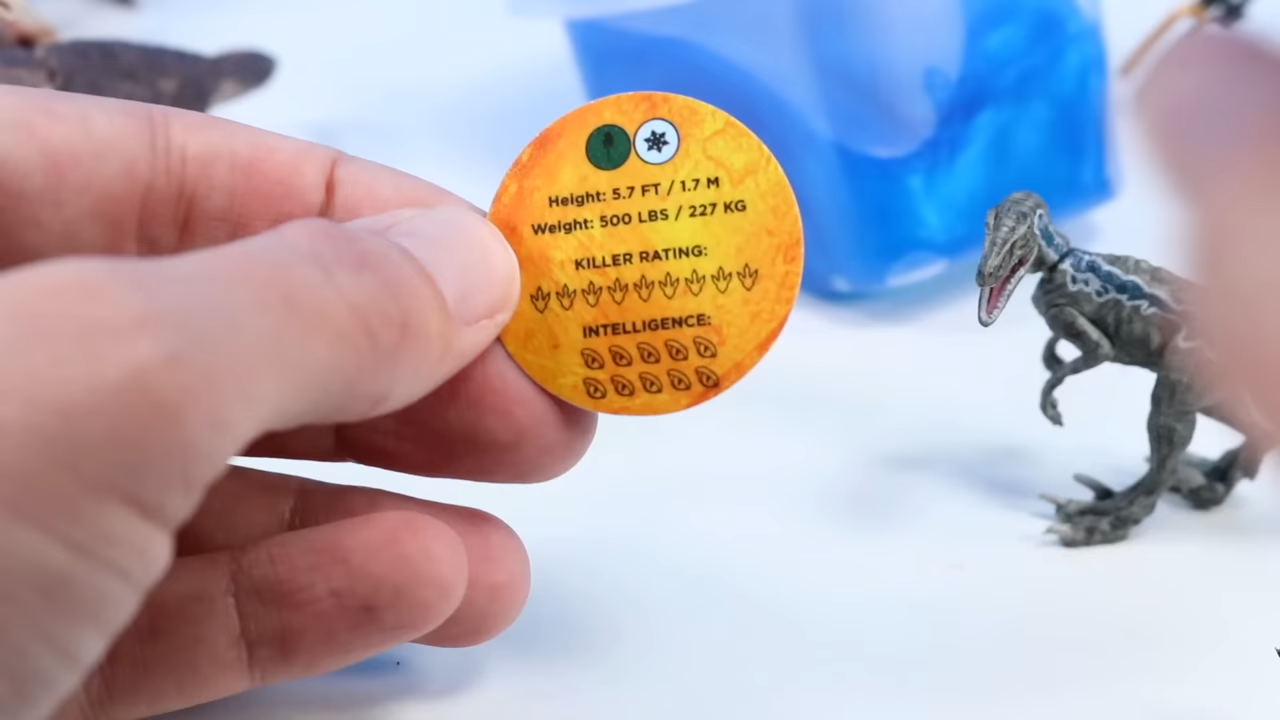 Height: 5.7 FT / 1.7 M
Weight: 500 LBS / 227 KG
KILLER RATING:
INTELLIGENCE: